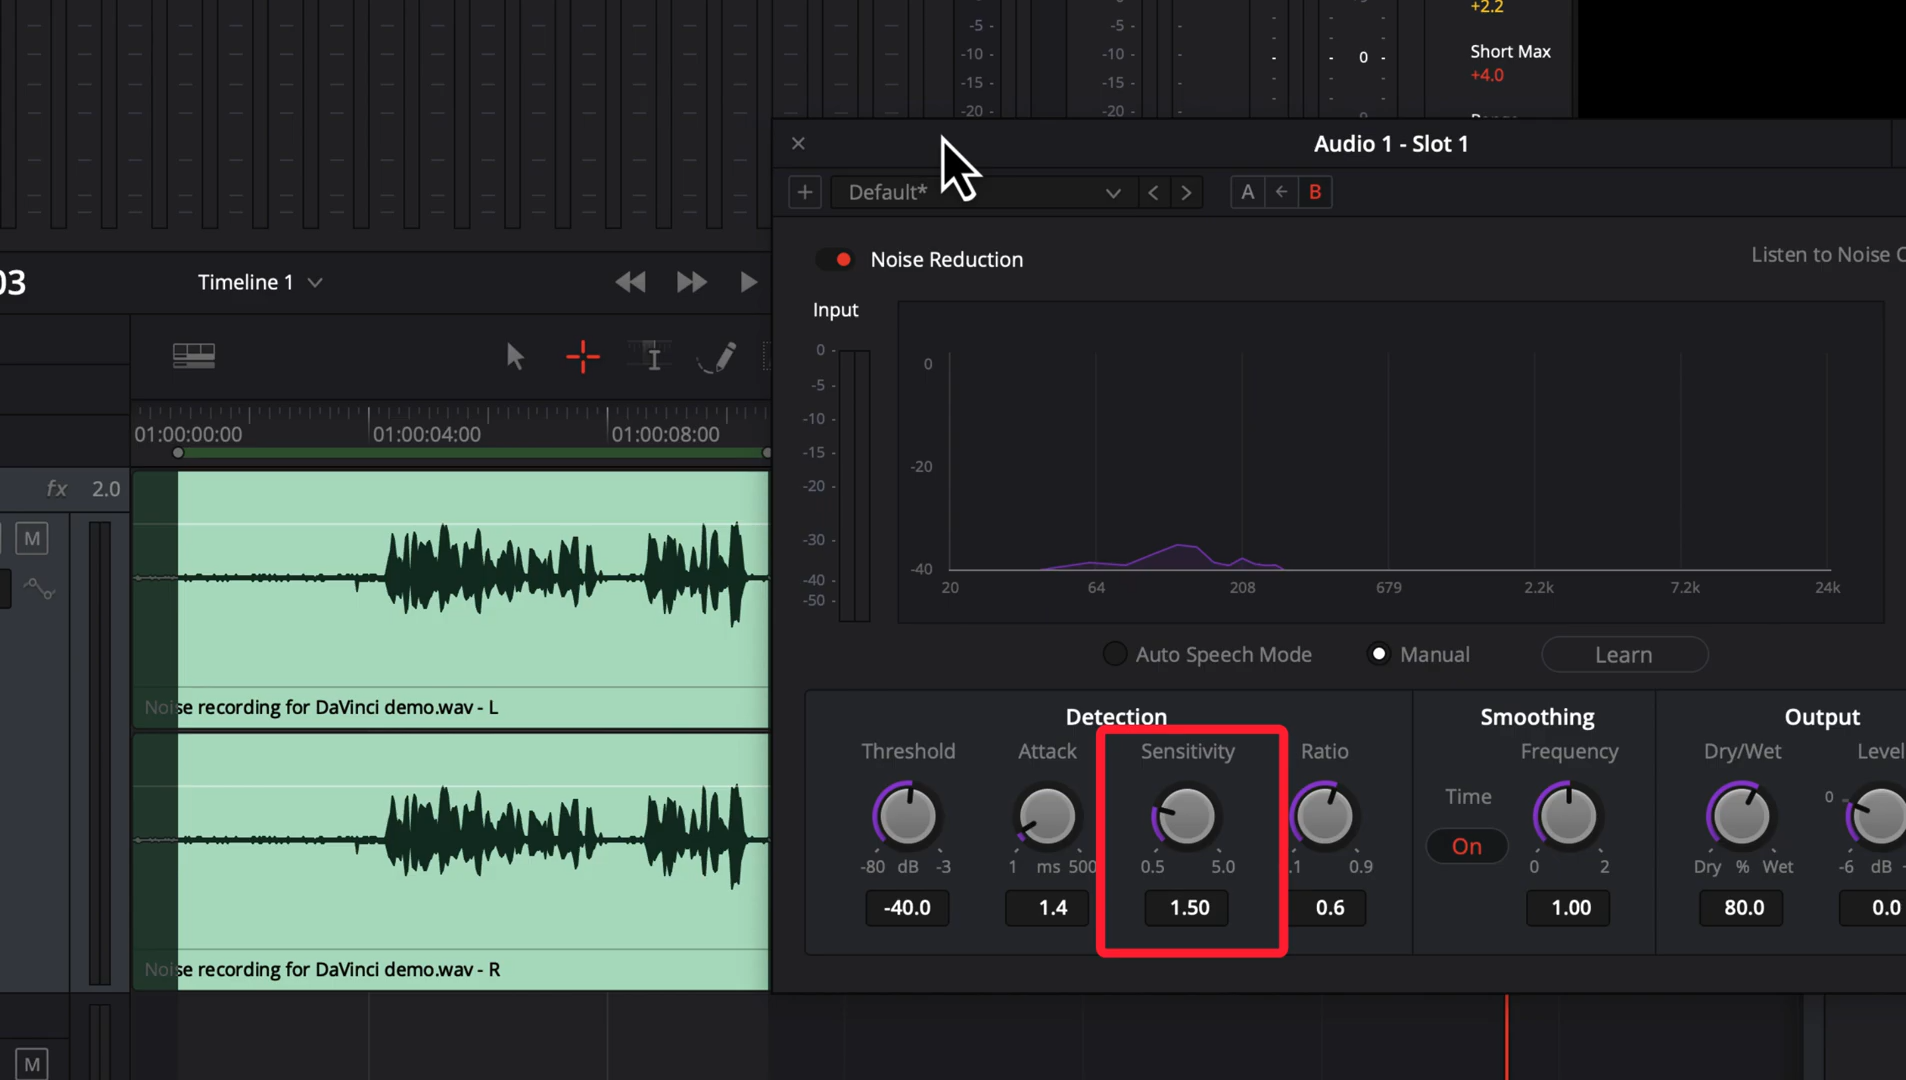 +2.2
-5 -
-5 -
-10 -
-10 -
- 0 -
Short Max
+4.0
-15 -
-15 -
-20 -
-20 -
Audio 1 - Slot 1
Default*
A
B
Noise Reduction
Listen to Noise
03
Timeline 1
Input
0 -
-5 -
-10 -
-15 -
-20 -
-30 -
-40 -
-50 -
0
-20
-40
20
64
208
679
2.2k
7.2k
24k
01:00:00:00
01:00:04:00
01:00:08:00
fx
2.0
M
Auto Speech Mode
Manual
Learn
Noise recording for DaVinci demo.wav - L
Detection
Smoothing
Output
Threshold
Attack
Sensitivity
Ratio
Frequency
Dry/Wet
Level
Time
0
On
-80 dB -3
1 ms 500
0.5 5.0
.1 0.9
0 2
Dry % Wet
-6 dB
-40.0
1.4
1.50
0.6
1.00
80.0
0.0
Noise recording for DaVinci demo.wav - R
M